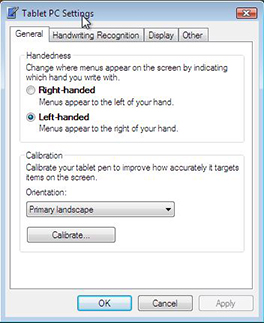 Tablet PC Settings
General Handwriting Recognition Display Other
Handedness
Change where menus appear on the screen by indicating
which hand you write with.
Right-handed
Menus appear to the left of your hand.
Left-handed
Menus appear to the right of your hand.
Calibration
Calibrate your tablet pen to improve how accurately it targets
items on the screen.
Orientation:
Primary landscape
Calibrate...
OK Cancel Apply